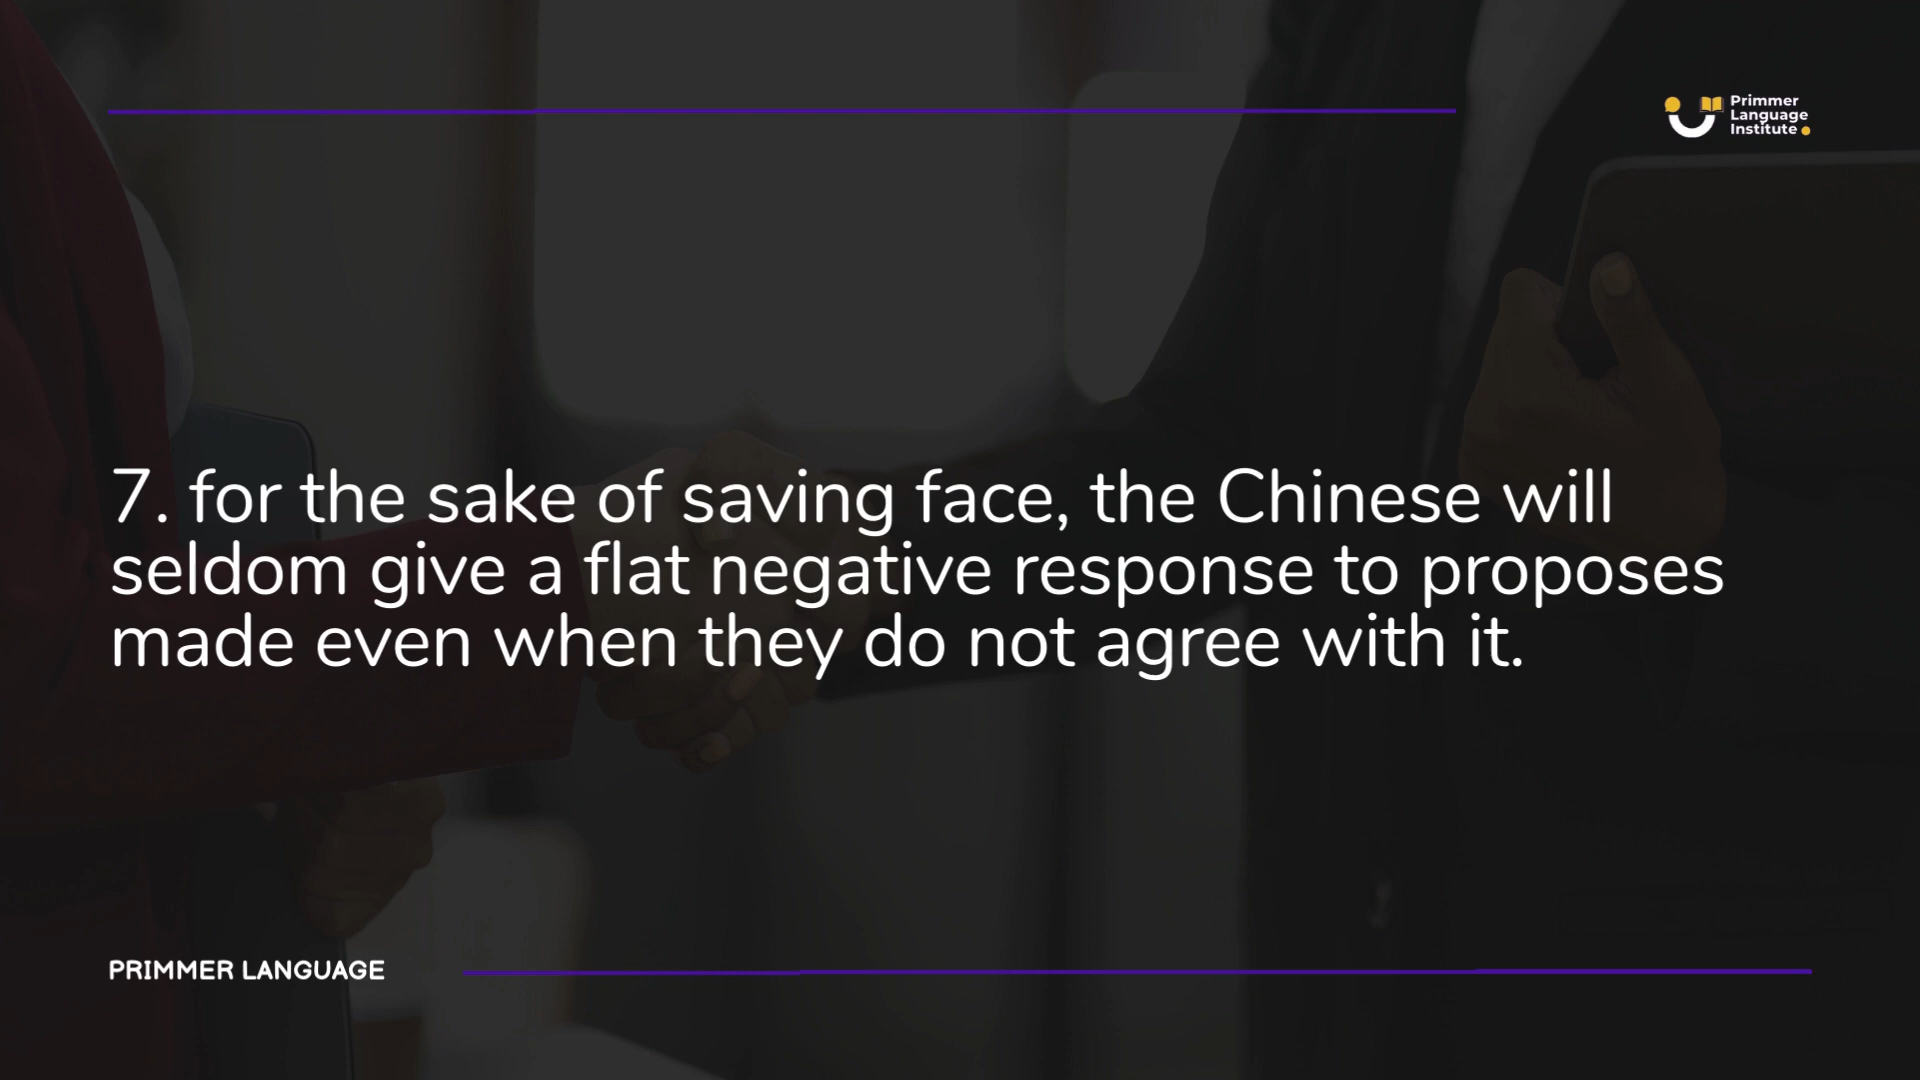 Primmer
Language
Institute
7. for the sake of saving face, the Chinese will
seldom give a flat negative response to proposes
made even when they do not agree with it.
PRIMMER LANGUAGE